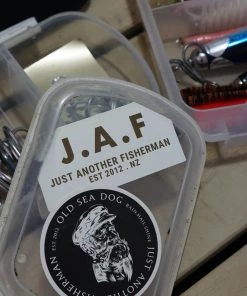 J.A.F
JUST ANOTHER FISHERMAN
EST 2012 . NZ
OLD SEA DOG
EST 2012
JUST ANOTHER FISHERMAN